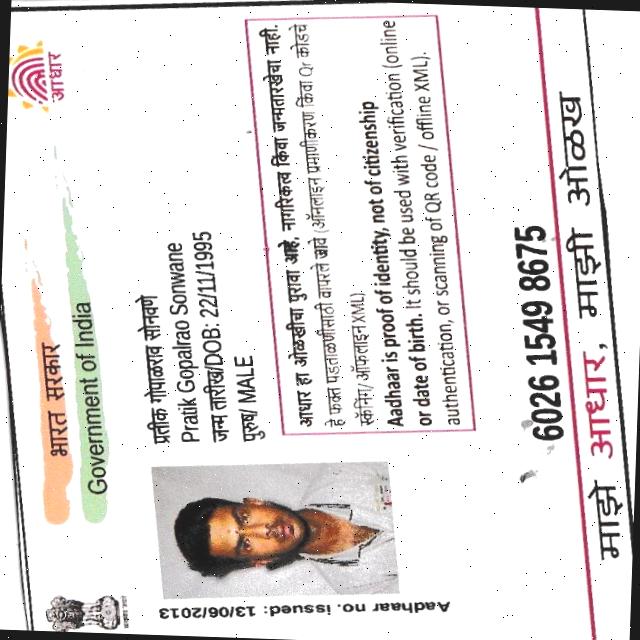 भारत सरकार
Government of India
आधार
Aadhaar no. issued: 13/06/2013
प्रतीक गोपाळराव सोनवणे
Pratik Gopalrao Sonwane
जन्म तारीख/DOB: 22/11/1995
पुरुष/ MALE
आधार हा ओळखीचा पुरावा आहे, नागरिकत्व किंवा जन्मतारखेचा नाही.
हे फक्त पडताळणीसाठी वापरले जावे (ऑनलाइन प्रमाणीकरण किंवा Qr कोडचे
स्कॅनिंग/ ऑफलाइन XML).
Aadhaar is proof of identity, not of citizenship
or date of birth. It should be used with verification (online
authentication, or scanning of QR code / offline XML).
6026 1549 8675
माझे आधार, माझी ओळख